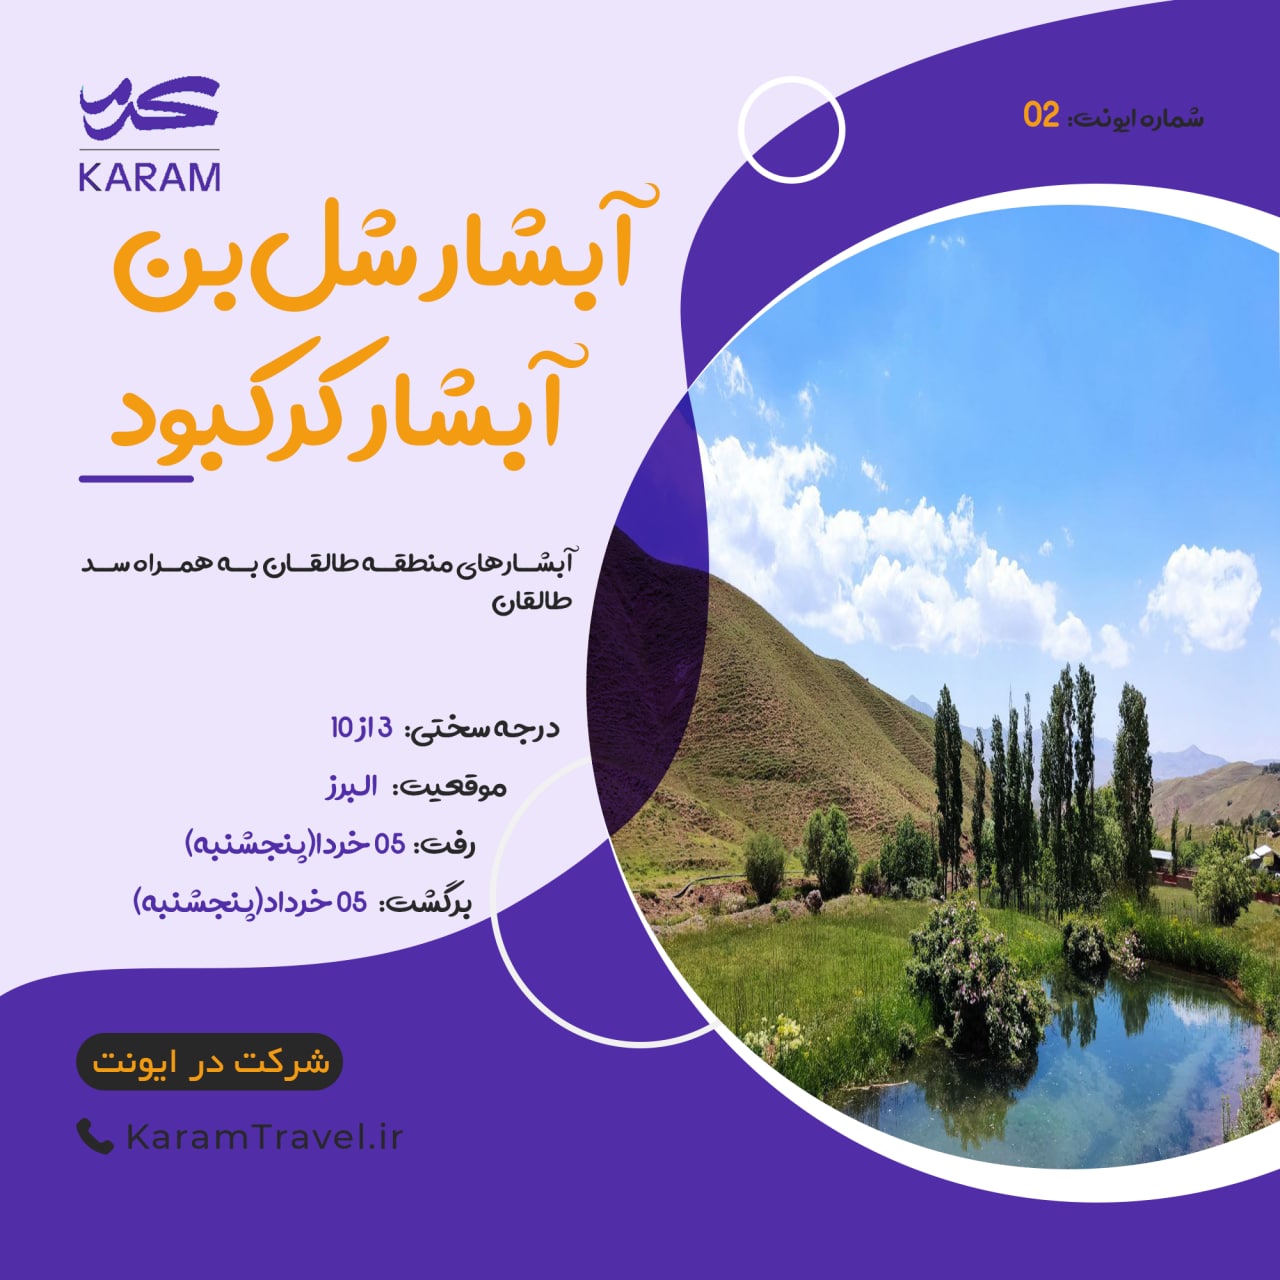 کرم
KARAM
شماره ایونت: 02
آبشار شل بن
آبشار کرکبود
آبشارهای منطقه طالقان به همراه سد
طالقان
درجه سختی: 3 از 10
موقعیت: البرز
رفت: 05 خردا(پنجشنبه)
برگشت: 05 خرداد(پنجشنبه)
شرکت در ایونت
KaramTravel.ir